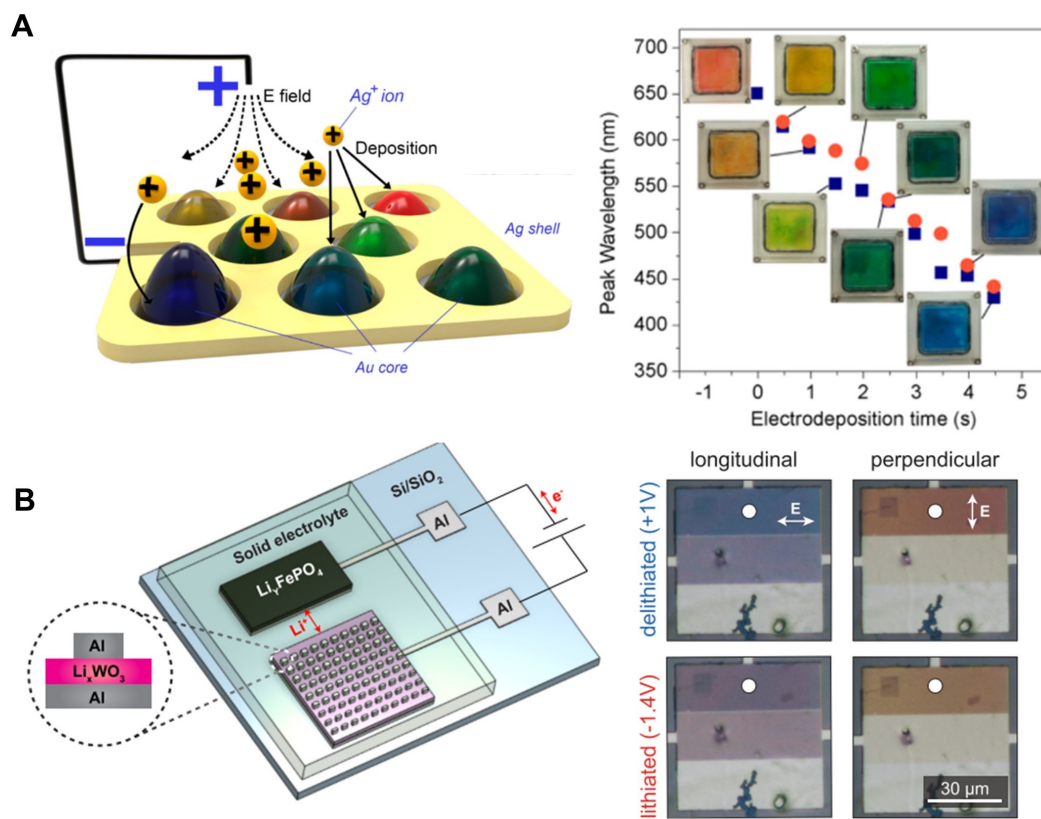 A
+
E field
Ag⁺ ion
+
Deposition
+
+
+
+
+
−
Ag shell
Au core
Peak Wavelength (nm)
700
650
600
550
500
450
400
350
-1 0 1 2 3 4 5
Electrodeposition time (s)
B
Si/SiO₂
Solid electrolyte
Al
e⁻
LiᵧFePO₄
Li⁺
Al
Al
LiₓWO₃
Al
longitudinal perpendicular
delithiated (+1V)
E
E
lithiated (-1.4V)
30 µm